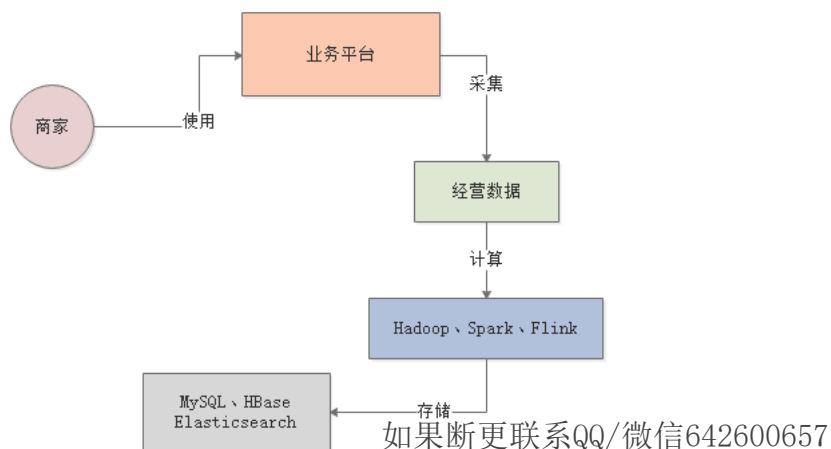 业务平台
采集
商家
使用
经营数据
计算
Hadoop、Spark、Flink
MySQL、HBase
Elasticsearch
存储
如果断更联系QQ/微信642600657